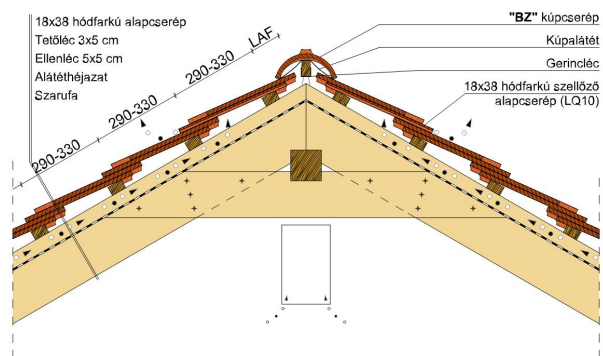 18x38 hódfarkú alapcserép
Tetőléc 3x5 cm
Ellenléc 5x5 cm
Alátéthéjazat
Szarufa
LAF
290-330
290-330
290-330
"BZ" kúpcserép
Kúpalátét
Gerincléc
18x38 hódfarkú szellőző
alapcserép (LQ10)